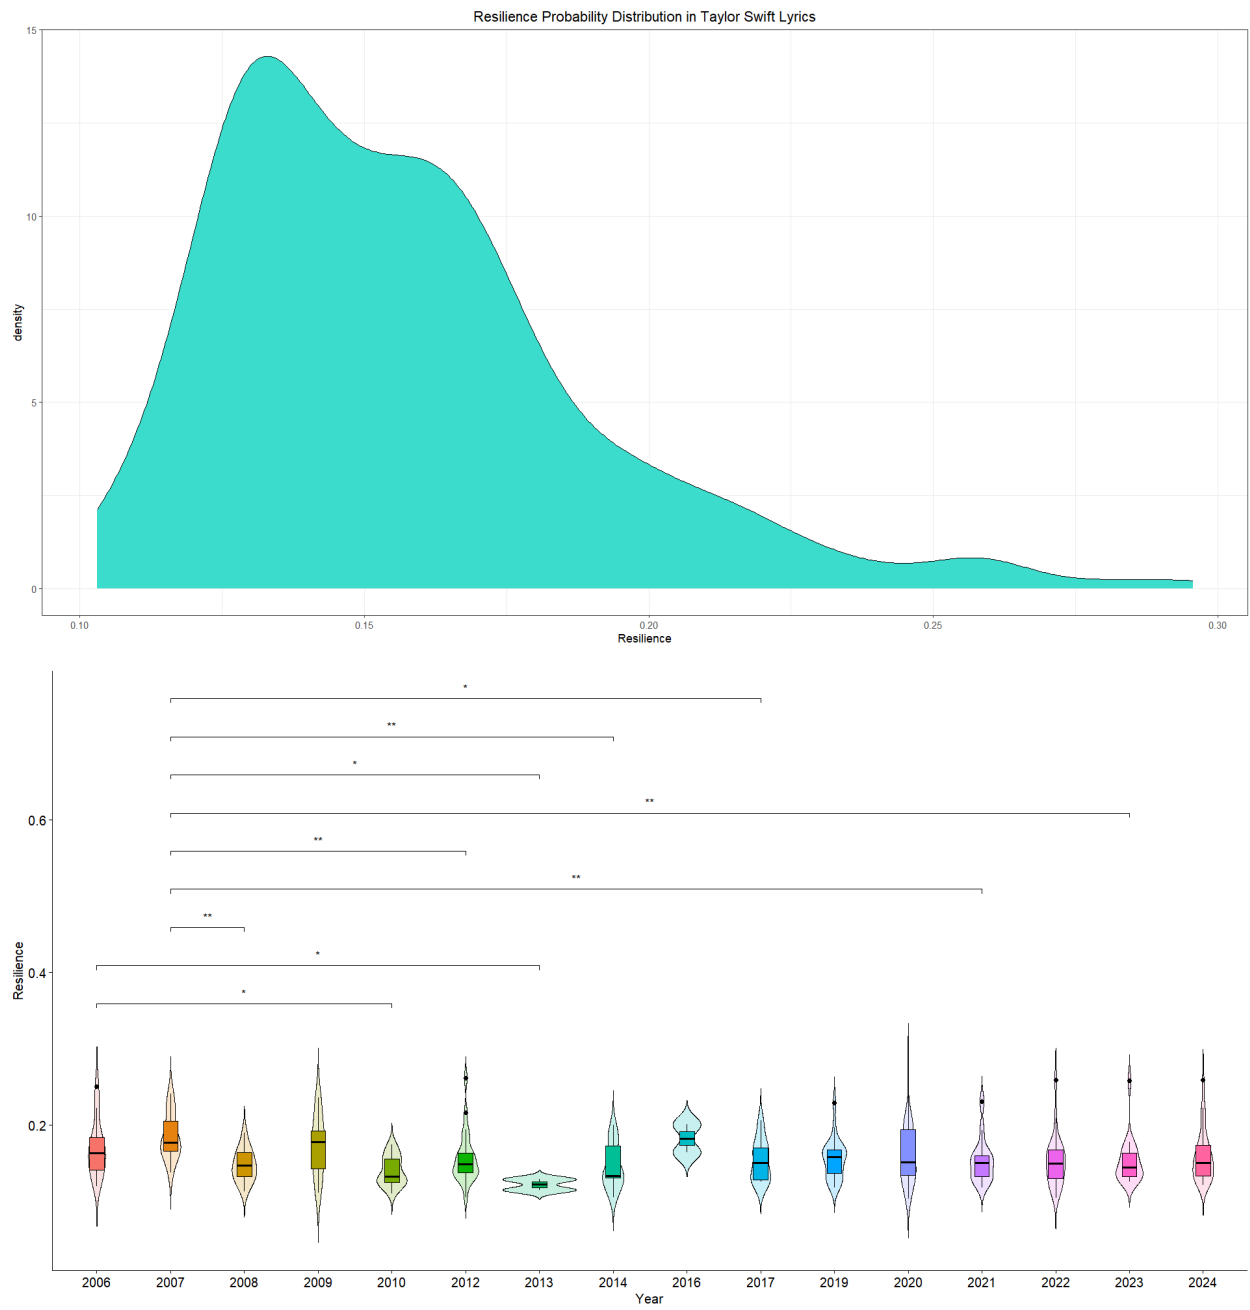 Resilience Probability Distribution in Taylor Swift Lyrics
15
10
5
0
density
0.10 0.15 0.20 0.25 0.30
Resilience
*
**
*
**
**
**
**
*
*
0.6
0.4
0.2
Resilience
2006 2007 2008 2009 2010 2012 2013 2014 2016 2017 2019 2020 2021 2022 2023 2024
Year